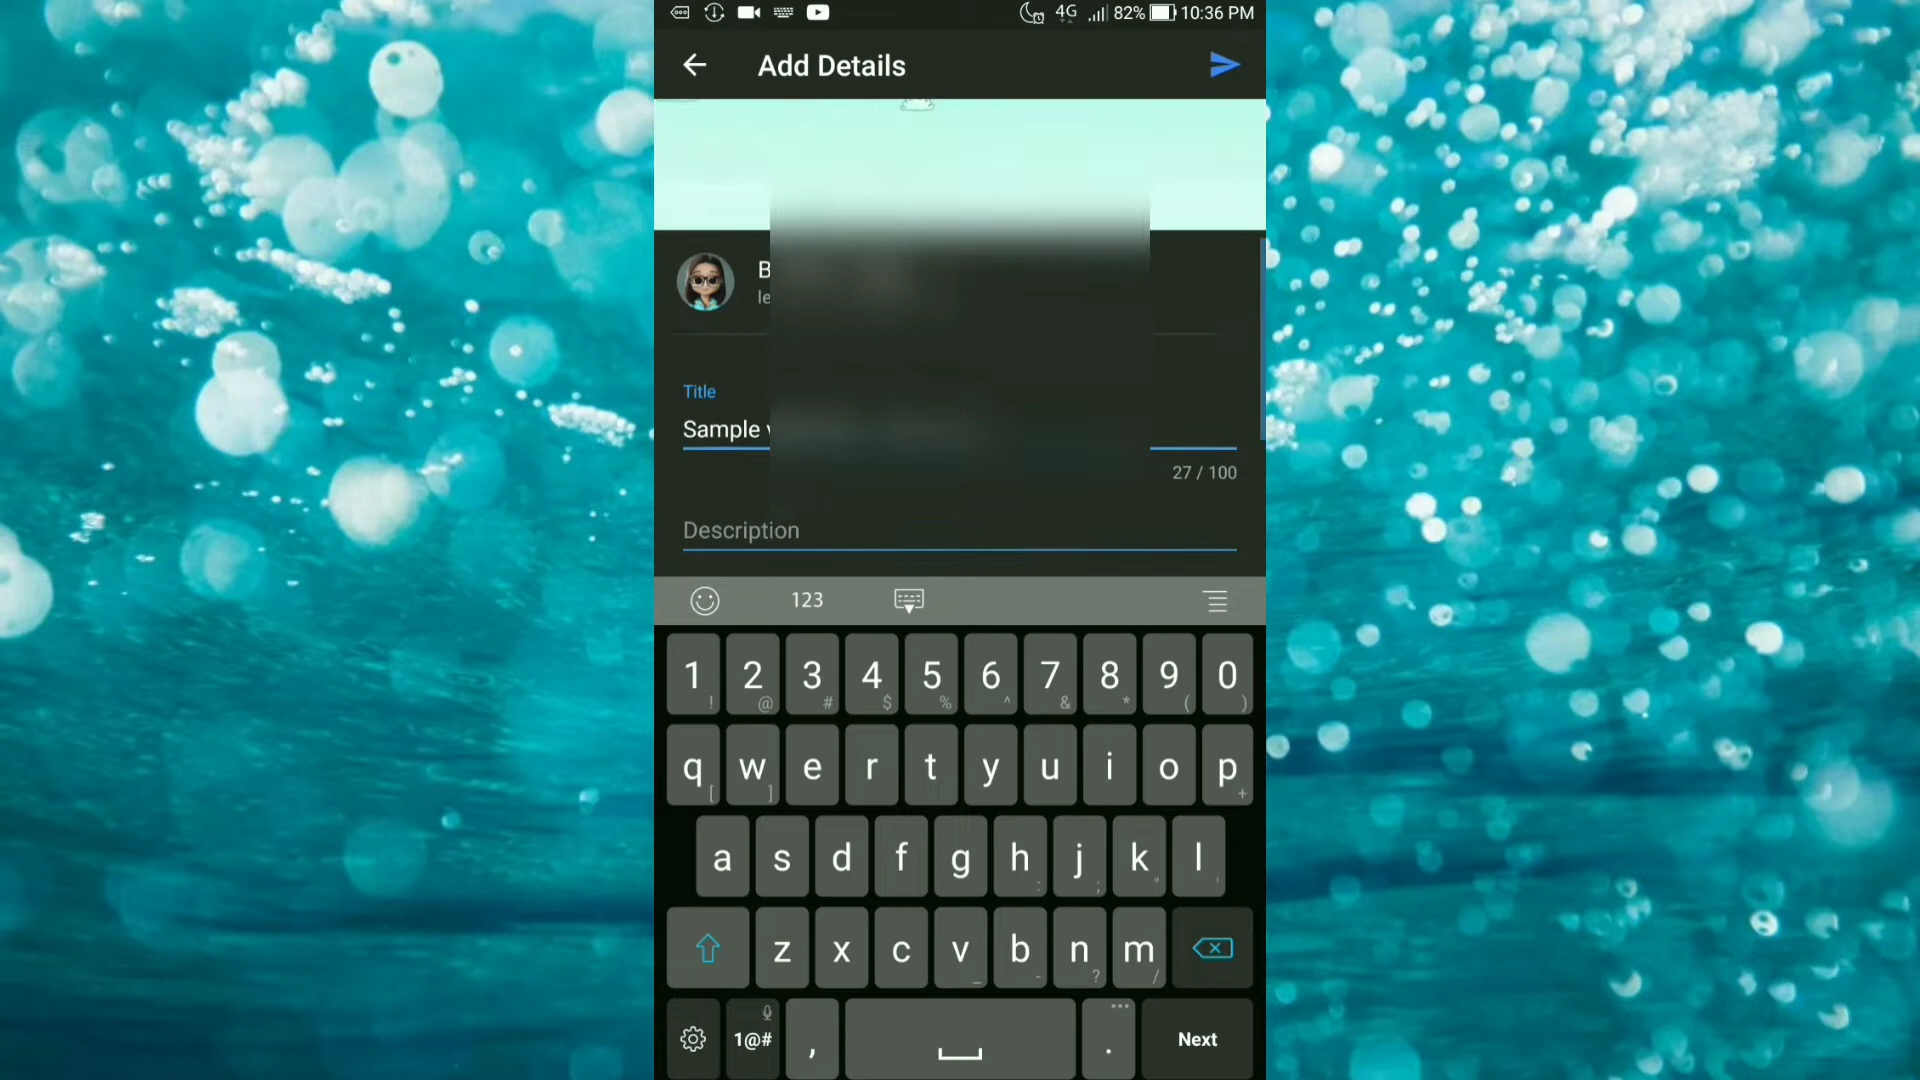 4G 82% 10:36 PM
Add Details
Title
Sample
27 / 100
Description
123
1 2 3 4 5 6 7 8 9 0
! @ # $ % ^ & * ( )
q w e r t y u i o p
[ ] +
a s d f g h j k l
: ; " '
z x c v b n m
_ - ? /
1@# , . Next